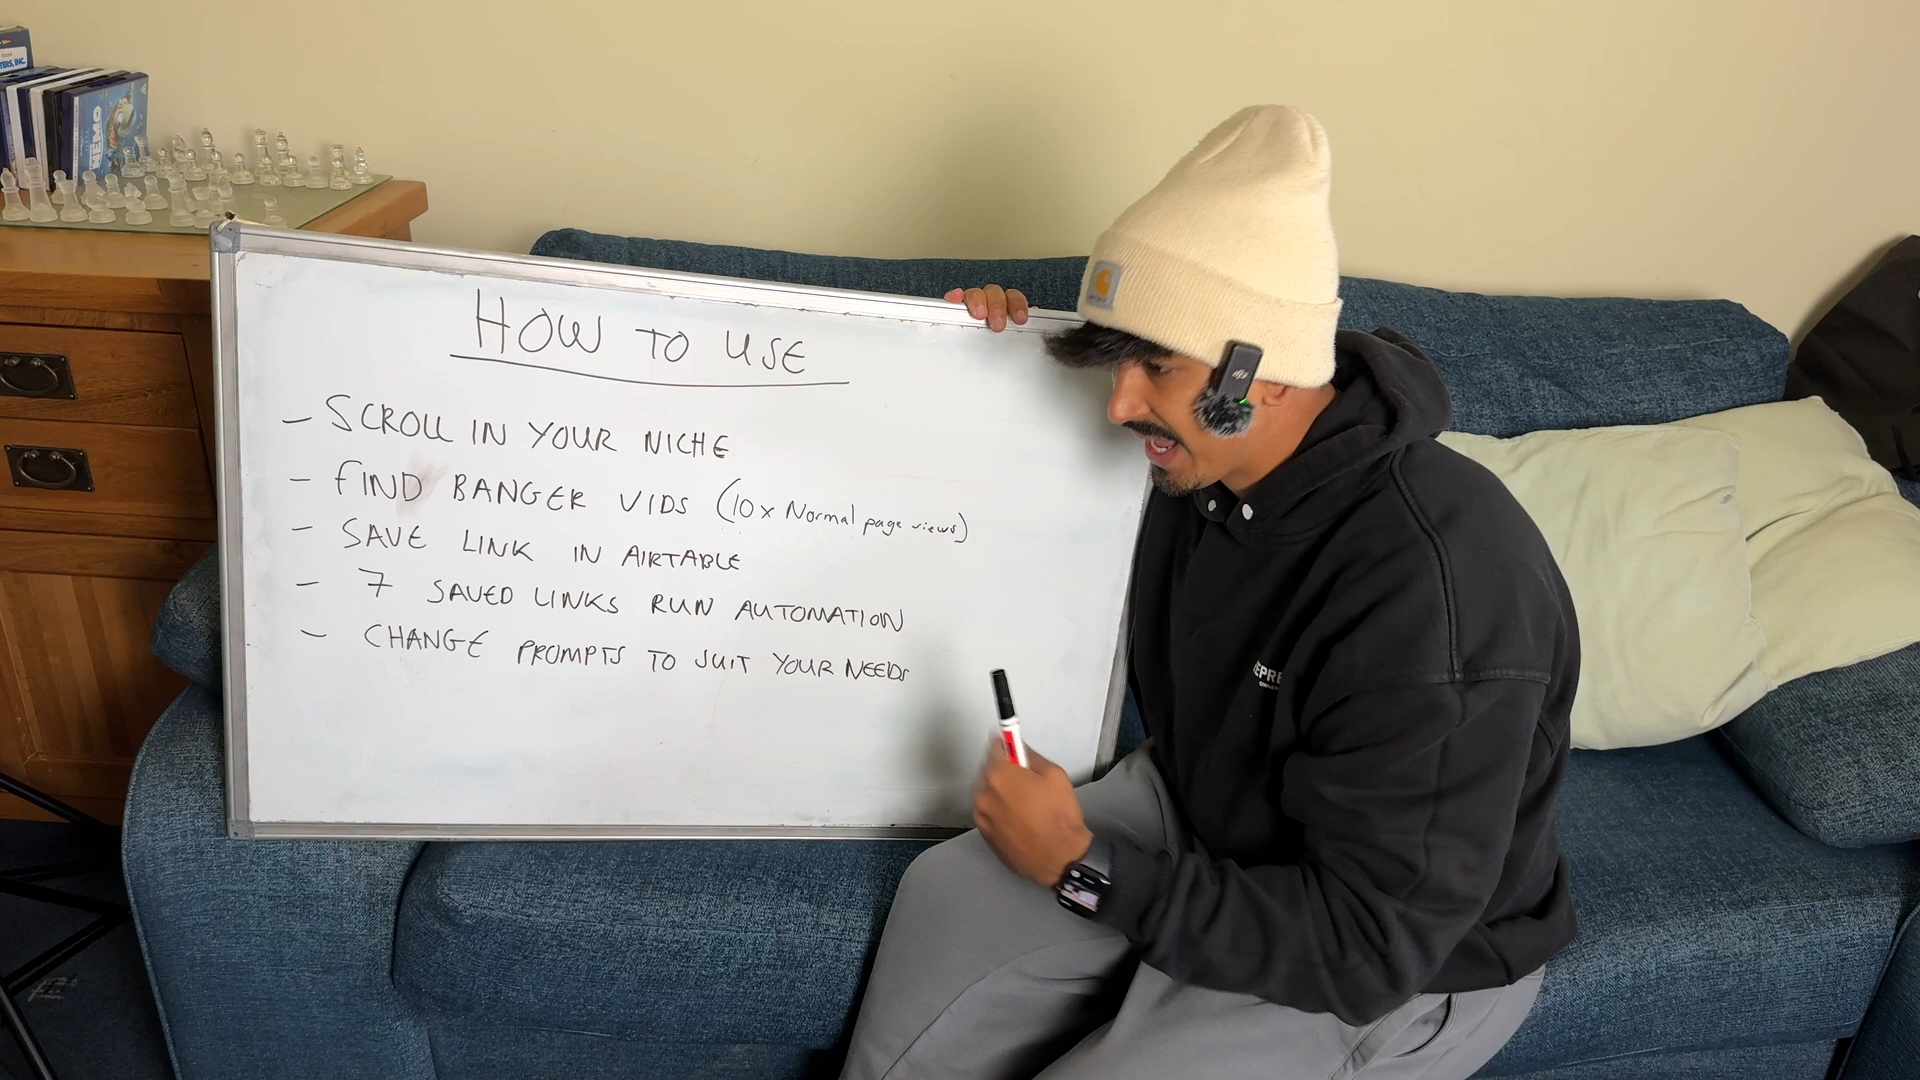 HOW TO USE
- SCROLL IN YOUR NICHE
- FIND BANGER VIDS (10x Normal page views)
- SAVE LINK IN AIRTABLE
- 7 SAVED LINKS RUN AUTOMATION
- CHANGE PROMPTS TO SUIT YOUR NEEDS
NEMO